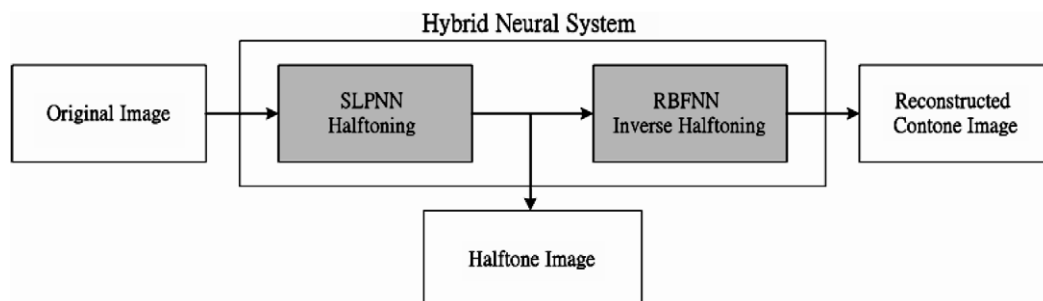 Hybrid Neural System
Original Image
SLPNN
Halftoning
RBFNN
Inverse Halftoning
Reconstructed
Contone Image
Halftone Image